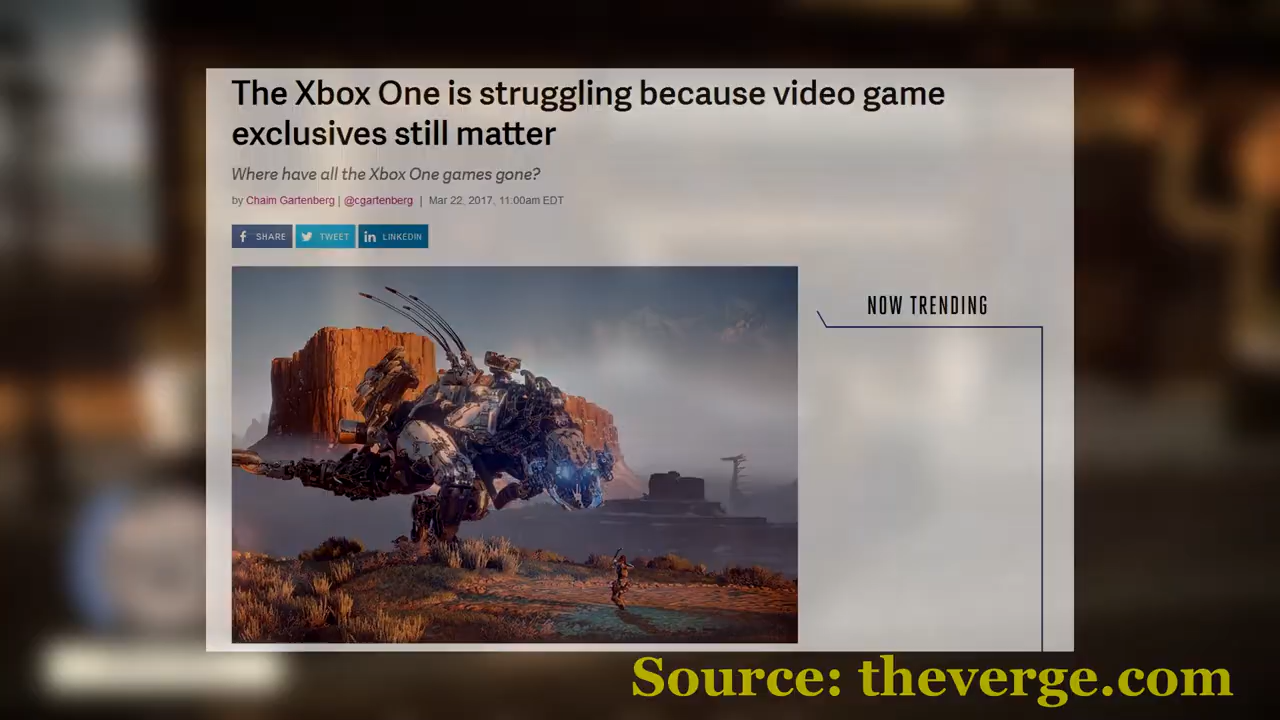 The Xbox One is struggling because video game
exclusives still matter
Where have all the Xbox One games gone?
by Chaim Gartenberg | @cgartenberg | Mar 22, 2017, 11:00am EDT
SHARE TWEET LINKEDIN
NOW TRENDING
Source: theverge.com